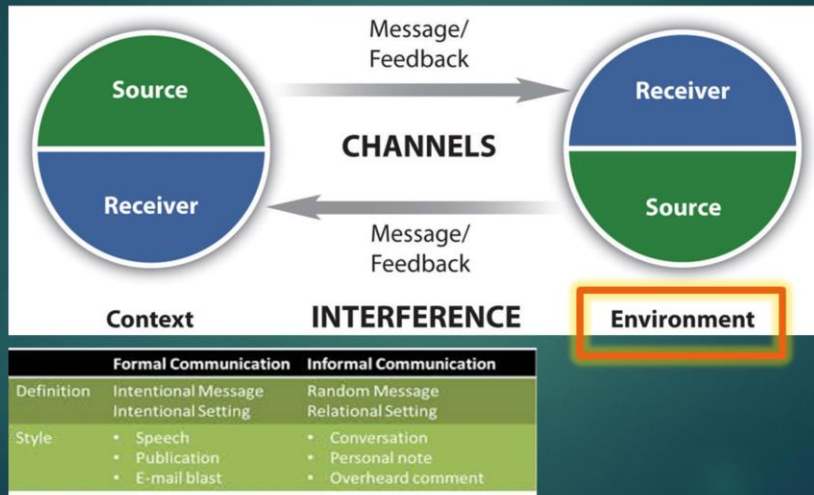 Message/
Feedback
Source
Receiver
CHANNELS
Receiver
Source
Message/
Feedback
Context
INTERFERENCE
Environment
Formal Communication Informal Communication
Definition Intentional Message Random Message
Intentional Setting Relational Setting
Style • Speech • Conversation
• Publication • Personal note
• E-mail blast • Overheard comment